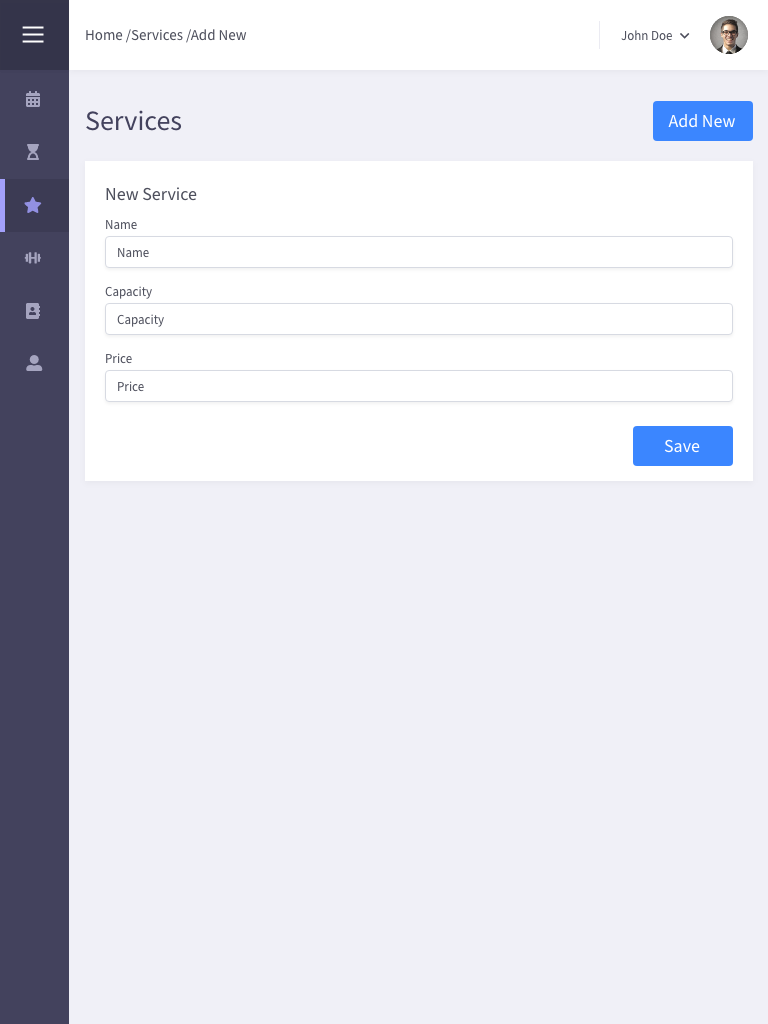 Home /Services /Add New
John Doe
Services
Add New
New Service
Name
Name
Capacity
Capacity
Price
Price
Save